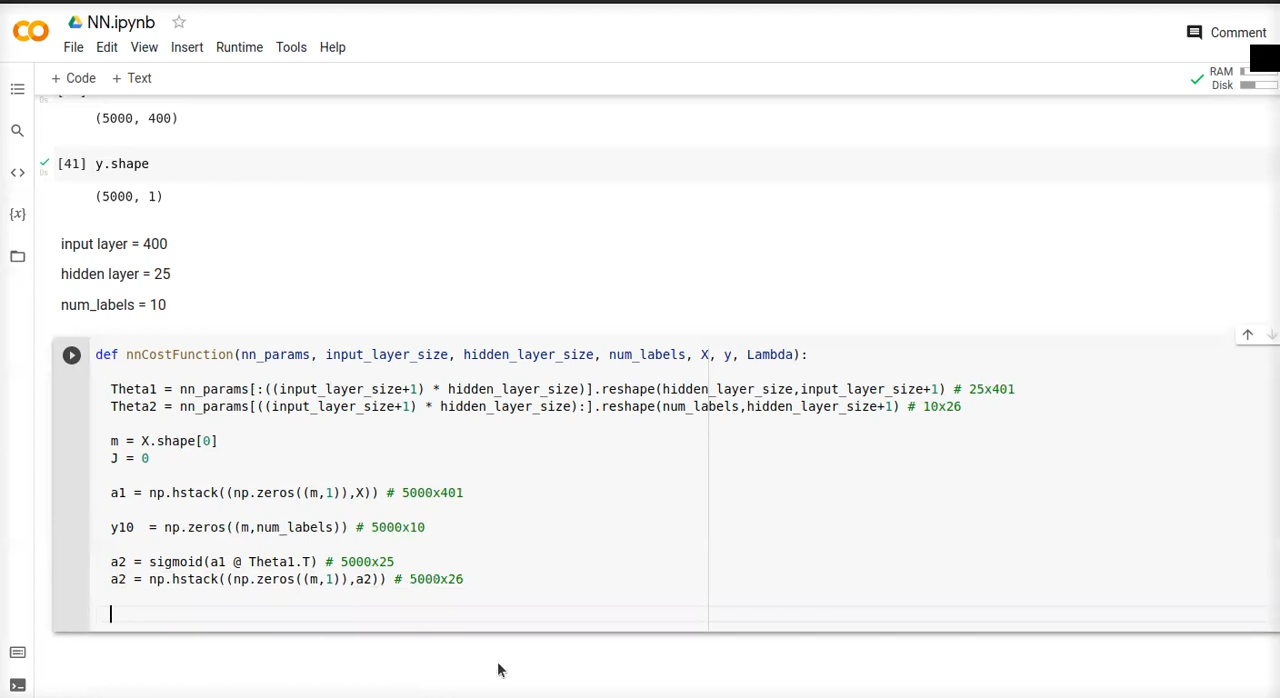 NN.ipynb
File Edit View Insert Runtime Tools Help
Comment
+ Code + Text
RAM
Disk
0s
(5000, 400)
[41] y.shape
0s
(5000, 1)
input layer = 400
hidden layer = 25
num_labels = 10
def nnCostFunction(nn_params, input_layer_size, hidden_layer_size, num_labels, X, y, Lambda):
Theta1 = nn_params[:((input_layer_size+1) * hidden_layer_size)].reshape(hidden_layer_size,input_layer_size+1) # 25x401
Theta2 = nn_params[((input_layer_size+1) * hidden_layer_size):].reshape(num_labels,hidden_layer_size+1) # 10x26
m = X.shape[0]
J = 0
a1 = np.hstack((np.zeros((m,1)),X)) # 5000x401
y10  = np.zeros((m,num_labels)) # 5000x10
a2 = sigmoid(a1 @ Theta1.T) # 5000x25
a2 = np.hstack((np.zeros((m,1)),a2)) # 5000x26